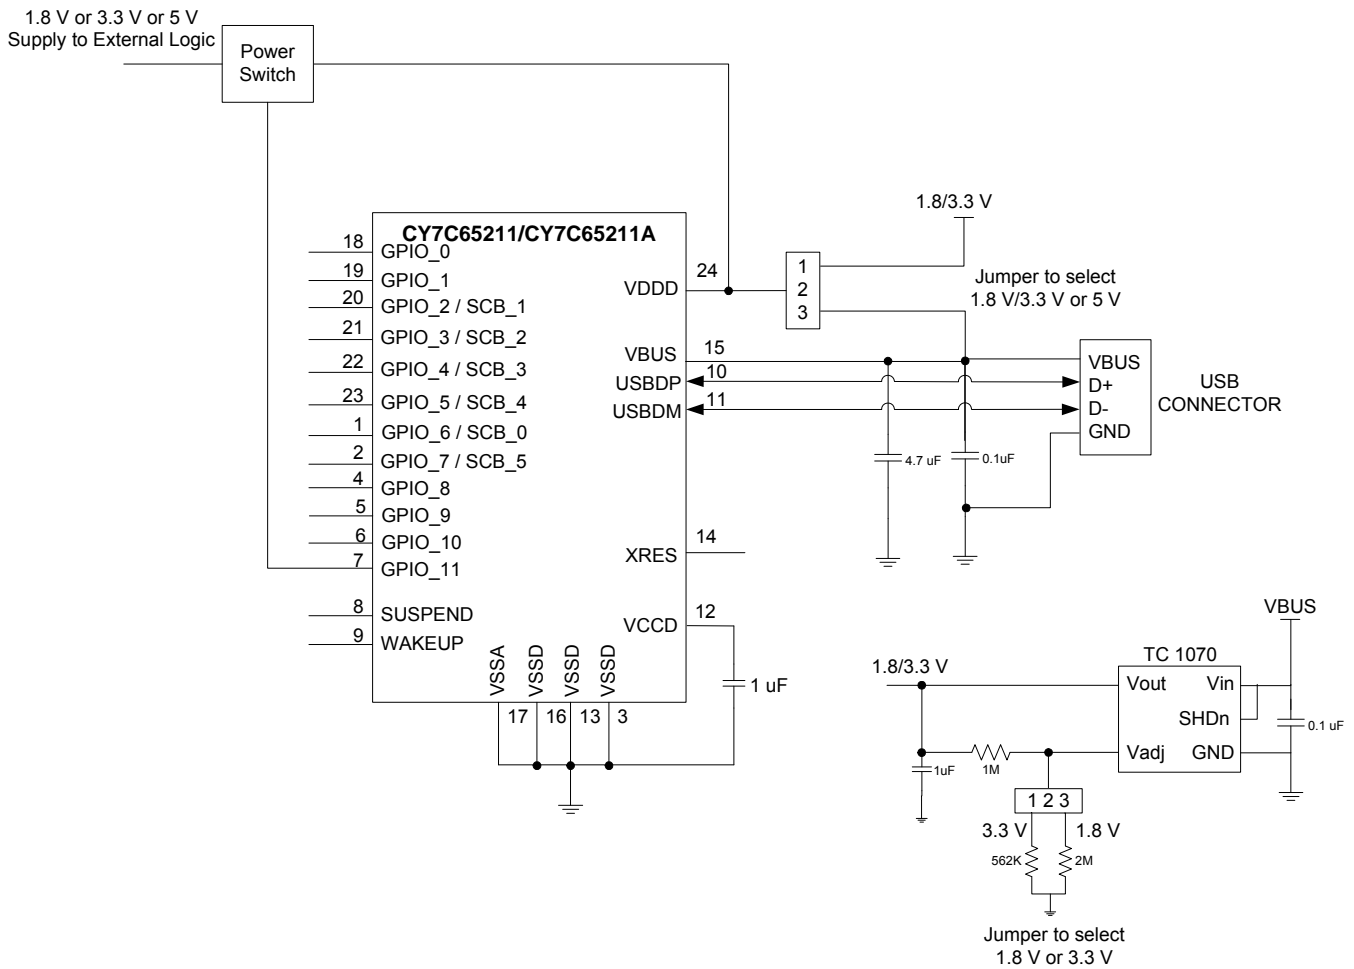 1.8 V or 3.3 V or 5 V
Supply to External Logic
Power
Switch
CY7C65211/CY7C65211A
18 GPIO_0
19 GPIO_1
20 GPIO_2 / SCB_1
21 GPIO_3 / SCB_2
22 GPIO_4 / SCB_3
23 GPIO_5 / SCB_4
1 GPIO_6 / SCB_0
2 GPIO_7 / SCB_5
4 GPIO_8
5 GPIO_9
6 GPIO_10
7 GPIO_11
8 SUSPEND
9 WAKEUP
VDDD 24
VBUS 15
USBDP 10
USBDM 11
XRES 14
VCCD 12
VSSA
VSSD
VSSD
VSSD
17 16 13 3
1 uF
1.8/3.3 V
1
2
3
Jumper to select
1.8 V/3.3 V or 5 V
VBUS
D+
D-
GND
USB
CONNECTOR
4.7 uF
0.1uF
VBUS
TC 1070
1.8/3.3 V
Vout Vin
SHDn
Vadj GND
0.1 uF
1uF
1M
1 2 3
3.3 V 1.8 V
562K 2M
Jumper to select
1.8 V or 3.3 V